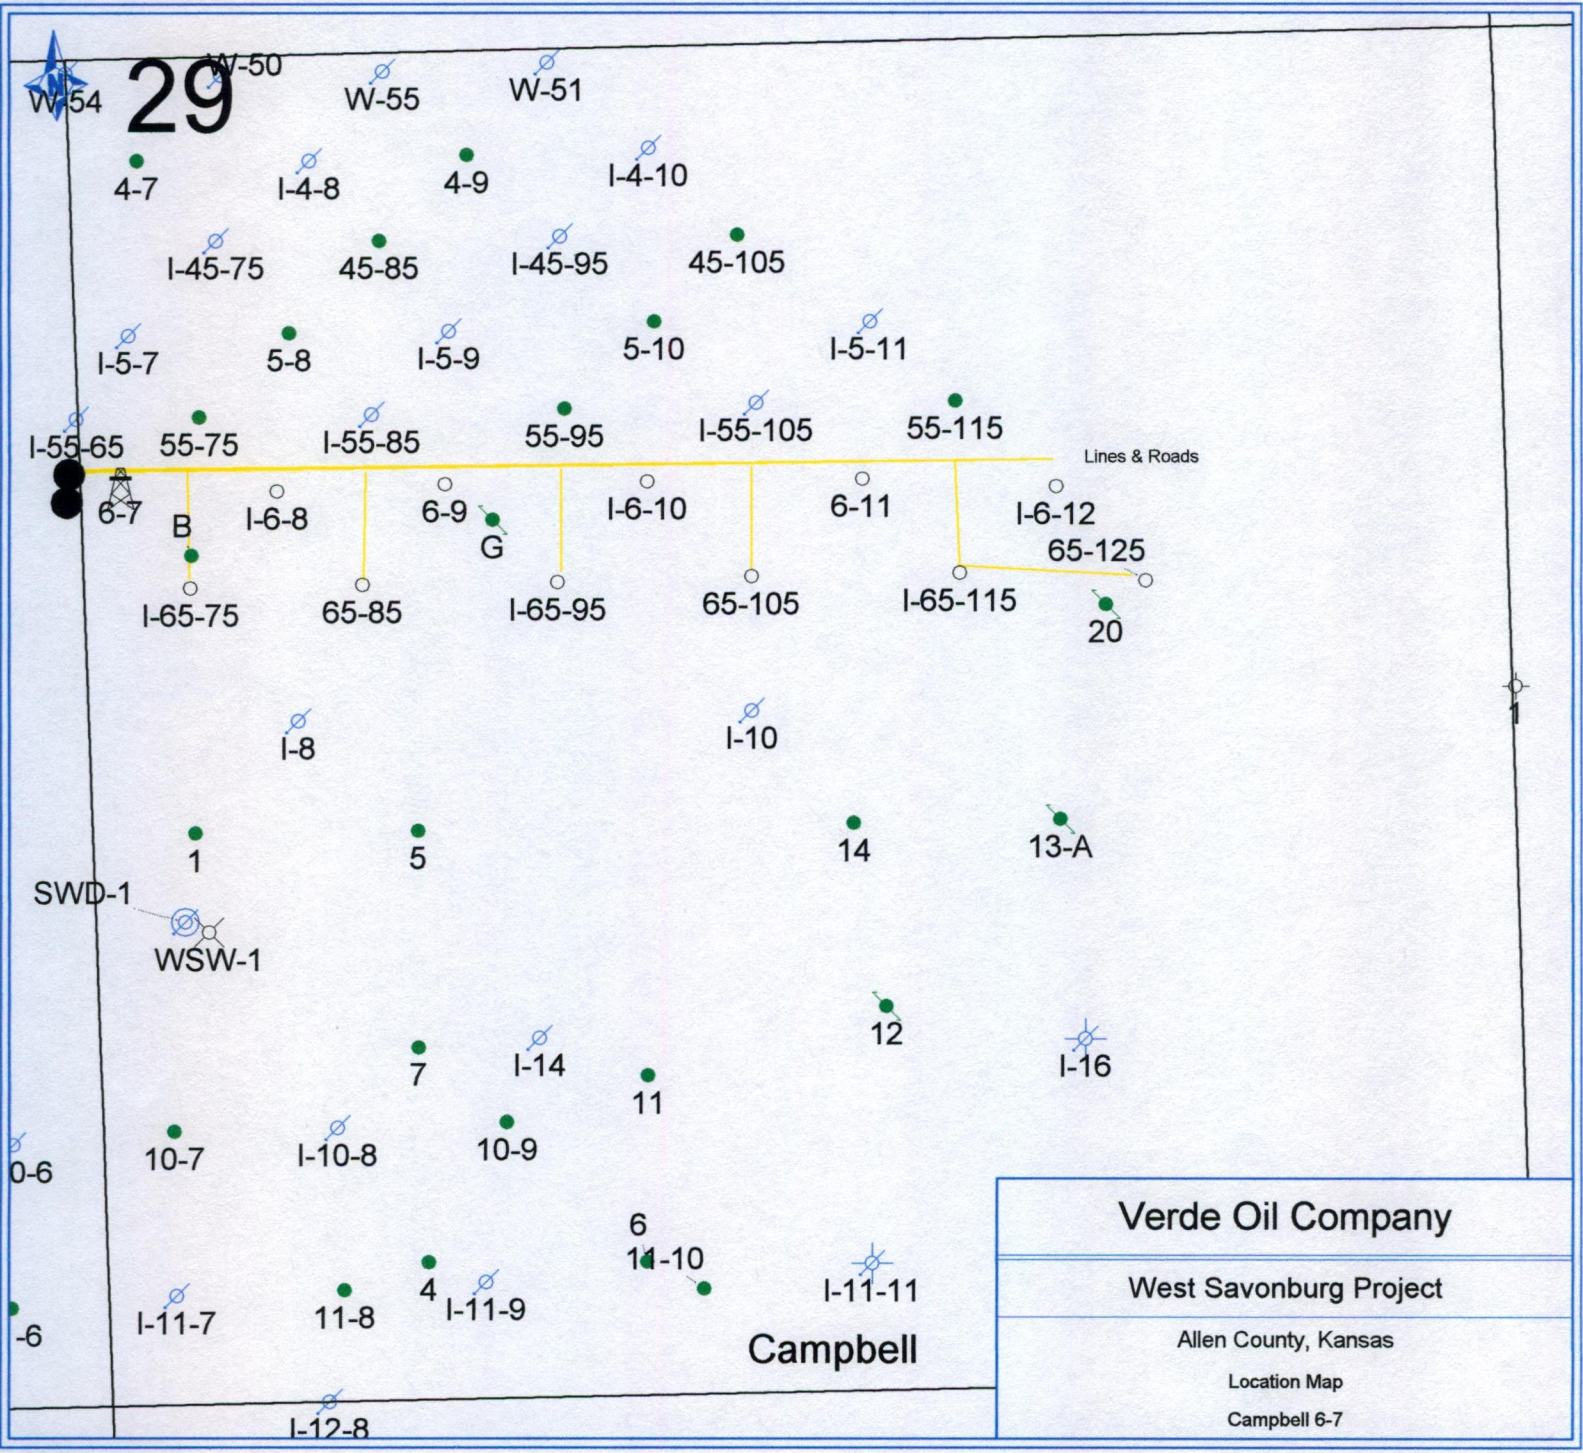 W-50
N
29
W-55
W-51
W-54
4-7
I-4-8
4-9
I-4-10
I-45-75
45-85
I-45-95
45-105
I-5-7
5-8
I-5-9
5-10
I-5-11
I-55-65
55-75
I-55-85
55-95
I-55-105
55-115
Lines & Roads
6-7
B
I-6-8
6-9
G
I-6-10
6-11
I-6-12
65-125
I-65-75
65-85
I-65-95
65-105
I-65-115
20
1
I-8
I-10
1
5
14
13-A
SWD-1
WSW-1
7
I-14
12
I-16
11
0-6
10-7
I-10-8
10-9
6
11-10
-6
I-11-7
11-8
4
I-11-9
I-11-11
Campbell
I-12-8
Verde Oil Company
West Savonburg Project
Allen County, Kansas
Location Map
Campbell 6-7